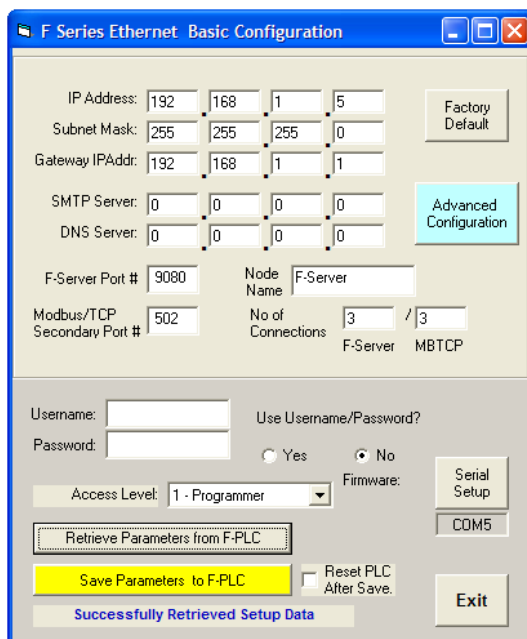 F Series Ethernet Basic Configuration
IP Address: 192 . 168 . 1 . 5
Factory Default
Subnet Mask: 255 . 255 . 255 . 0
Gateway IPAddr: 192 . 168 . 1 . 1
SMTP Server: 0 . 0 . 0 . 0
Advanced Configuration
DNS Server: 0 . 0 . 0 . 0
F-Server Port # 9080
Node Name F-Server
Modbus/TCP Secondary Port # 502
No of Connections 3 / 3
F-Server MBTCP
Username:
Use Username/Password?
Password:
Yes No
Access Level: 1 - Programmer
Firmware:
Serial Setup
COM5
Retrieve Parameters from F-PLC
Save Parameters to F-PLC
Reset PLC After Save.
Exit
Successfully Retrieved Setup Data